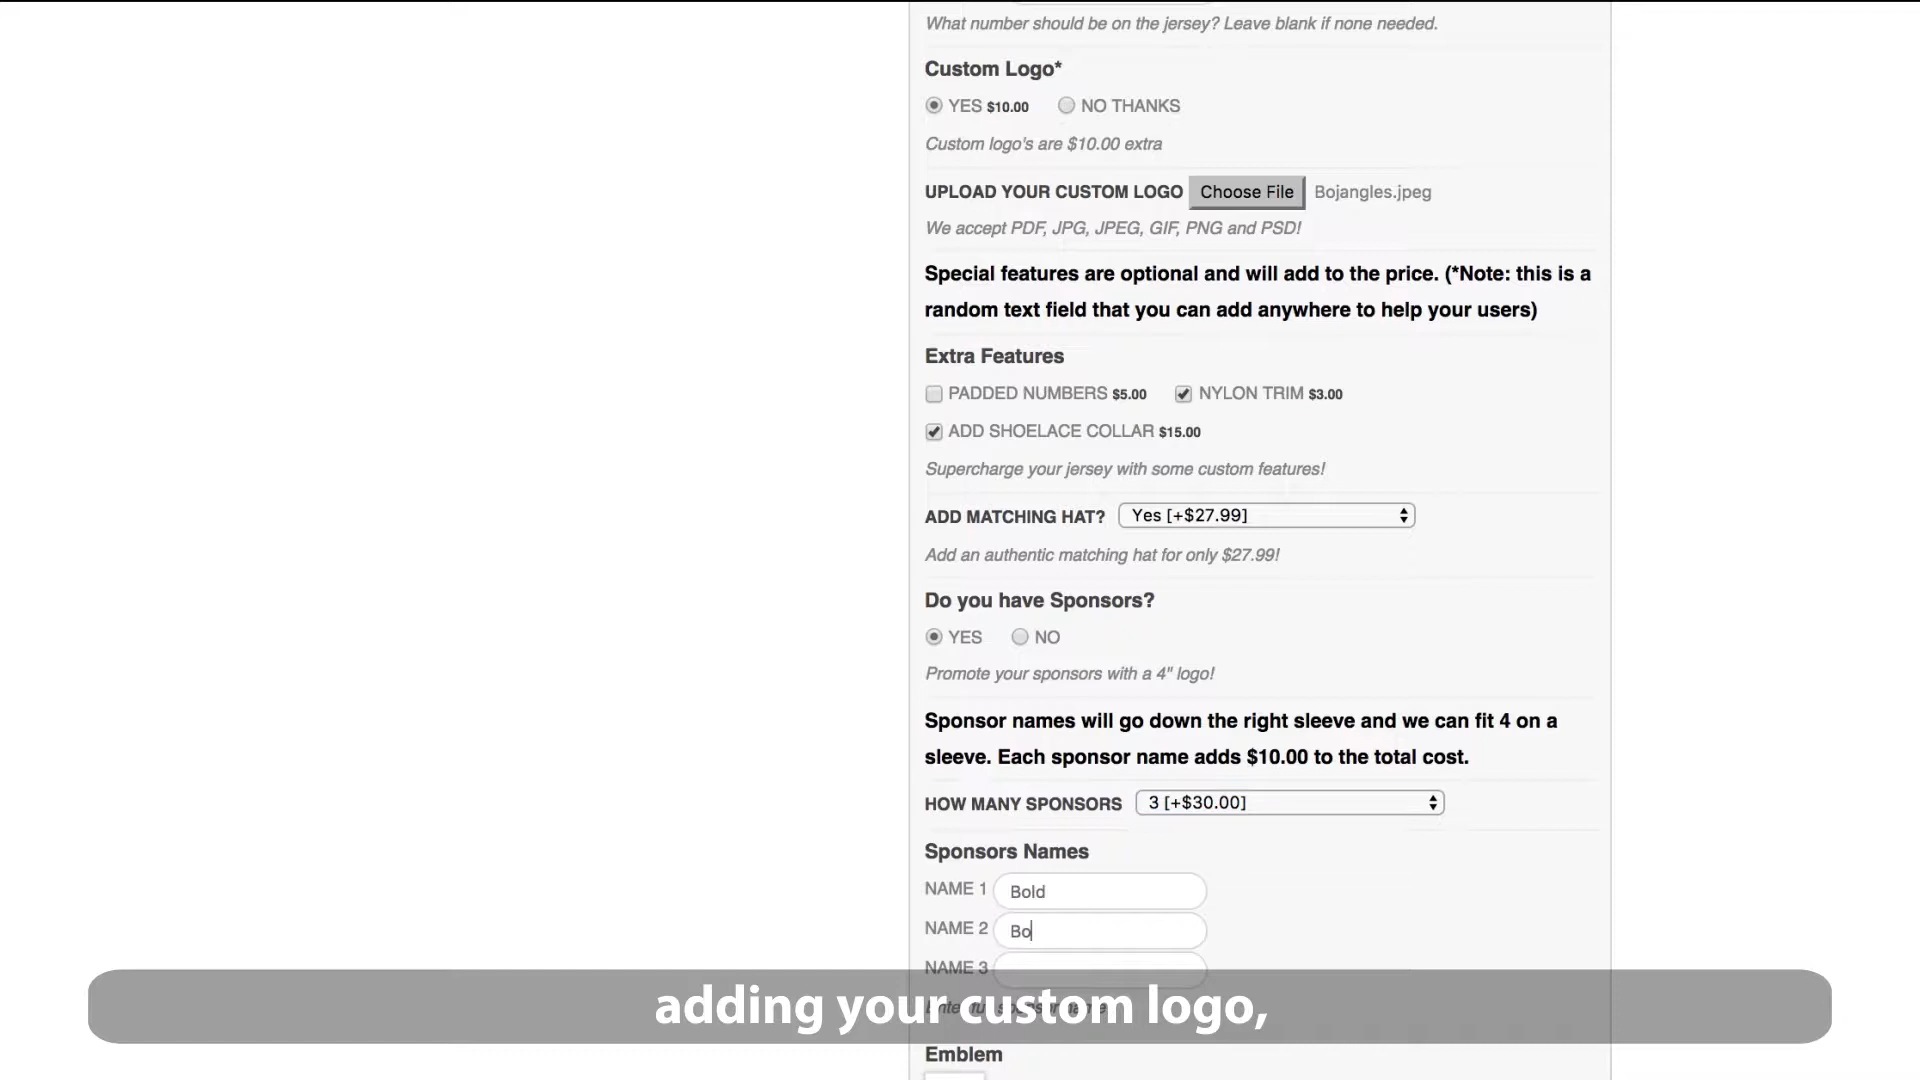 What number should be on the jersey? Leave blank if none needed.
Custom Logo*
YES $10.00 NO THANKS
Custom logo's are $10.00 extra
UPLOAD YOUR CUSTOM LOGO Choose File Bojangles.jpeg
We accept PDF, JPG, JPEG, GIF, PNG and PSD!
Special features are optional and will add to the price. (*Note: this is a
random text field that you can add anywhere to help your users)
Extra Features
PADDED NUMBERS $5.00 NYLON TRIM $3.00
ADD SHOELACE COLLAR $15.00
Supercharge your jersey with some custom features!
ADD MATCHING HAT? Yes [+$27.99]
Add an authentic matching hat for only $27.99!
Do you have Sponsors?
YES NO
Promote your sponsors with a 4" logo!
Sponsor names will go down the right sleeve and we can fit 4 on a
sleeve. Each sponsor name adds $10.00 to the total cost.
HOW MANY SPONSORS 3 [+$30.00]
Sponsors Names
NAME 1 Bold
NAME 2 Bo
NAME 3
adding your custom logo,
Emblem